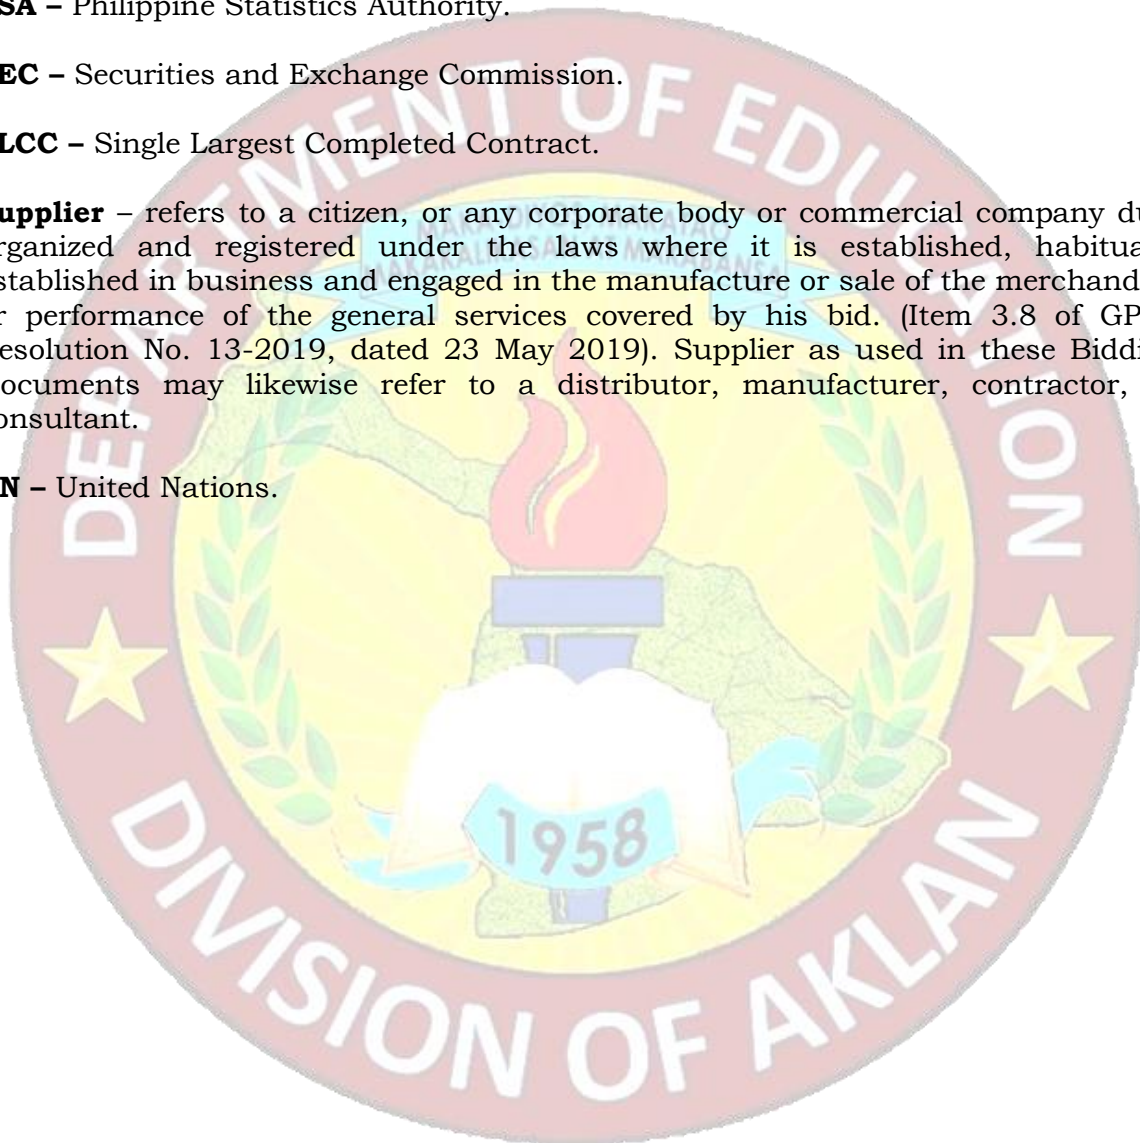 SA – Philippine Statistics Authority.
EC – Securities and Exchange Commission.
LCC – Single Largest Completed Contract.
upplier – refers to a citizen, or any corporate body or commercial company du
rganized and registered under the laws where it is established, habitua
stablished in business and engaged in the manufacture or sale of the merchand
r performance of the general services covered by his bid. (Item 3.8 of GP
esolution No. 13-2019, dated 23 May 2019). Supplier as used in these Biddi
ocuments may likewise refer to a distributor, manufacturer, contractor,
onsultant.
N – United Nations.
DEPARTMENT OF EDUCATION
1958
DIVISION OF AKLAN